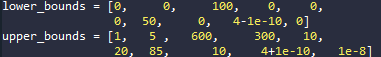 lower_bounds = [0, 0, 100, 0, 0,
0, 50, 0, 4-1e-10, 0]
upper_bounds = [1, 5 , 600, 300, 10,
20, 85, 10, 4+1e-10, 1e-8]